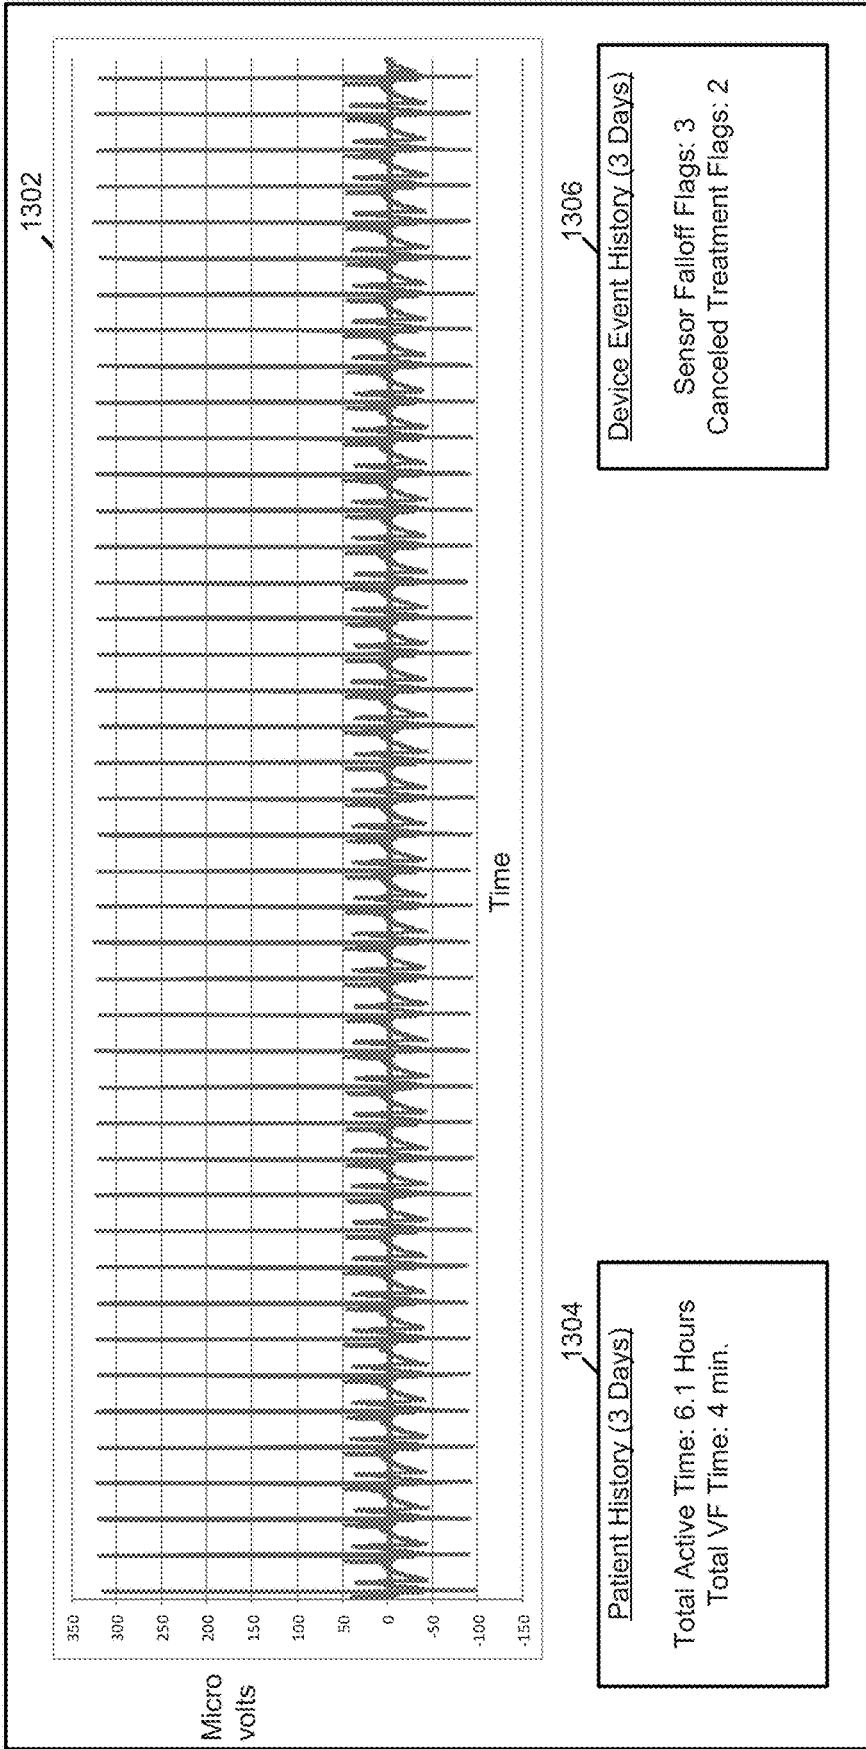 1302
Micro
volts
350
300
250
200
150
100
50
0
-50
-100
-150
Time
1304
Patient History (3 Days)
Total Active Time: 6.1 Hours
Total VF Time: 4 min.
1306
Device Event History (3 Days)
Sensor Falloff Flags: 3
Canceled Treatment Flags: 2